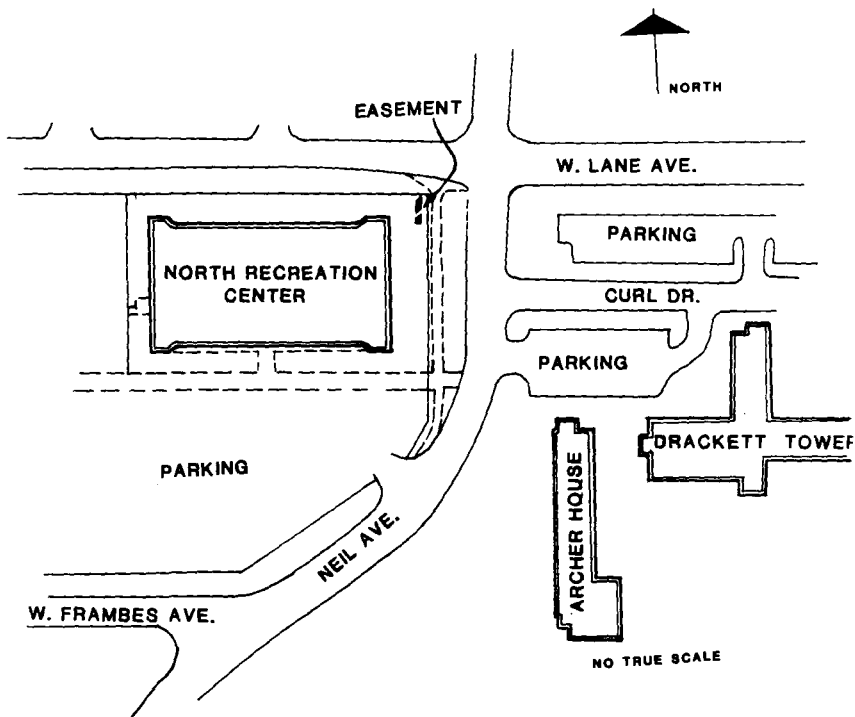 NORTH
EASEMENT
W. LANE AVE.
PARKING
NORTH RECREATION
CENTER
CURL DR.
PARKING
DRACKETT TOWER
PARKING
ARCHER HOUSE
NEIL AVE.
W. FRAMBES AVE.
NO TRUE SCALE